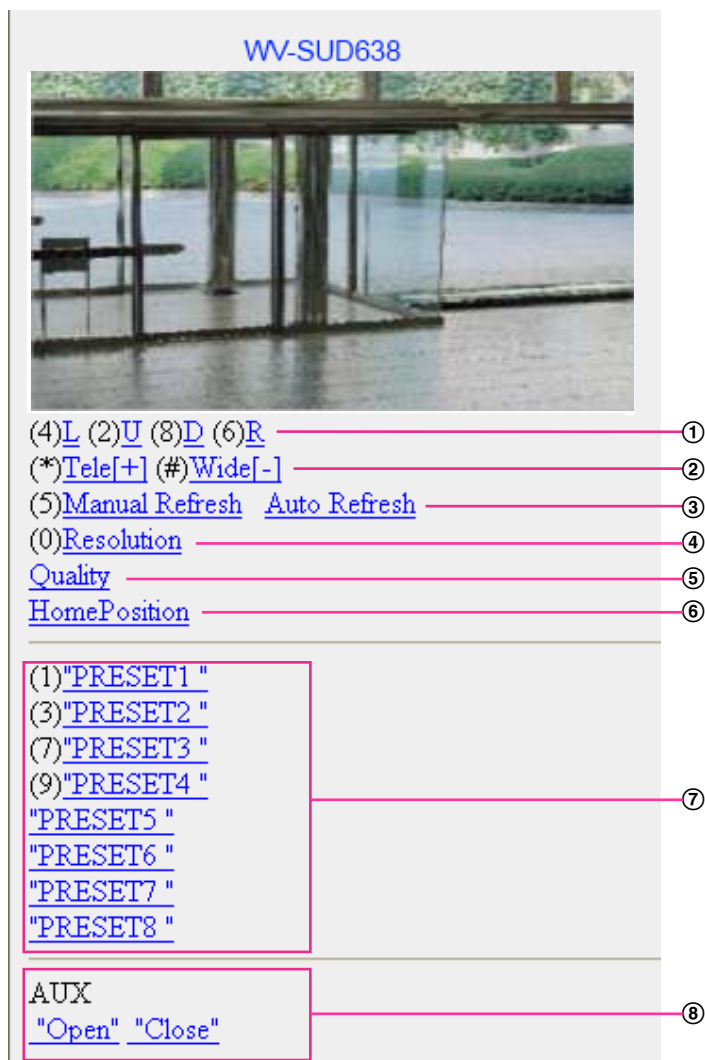 WV-SUD638
(4)L (2)U (8)D (6)R ①
(*)Tele[+] (#)Wide[-] ②
(5)Manual Refresh Auto Refresh ③
(0)Resolution ④
Quality ⑤
HomePosition ⑥
(1)"PRESET1 "
(3)"PRESET2 "
(7)"PRESET3 "
(9)"PRESET4 " ⑦
"PRESET5 "
"PRESET6 "
"PRESET7 "
"PRESET8 "
AUX
"Open" "Close" ⑧